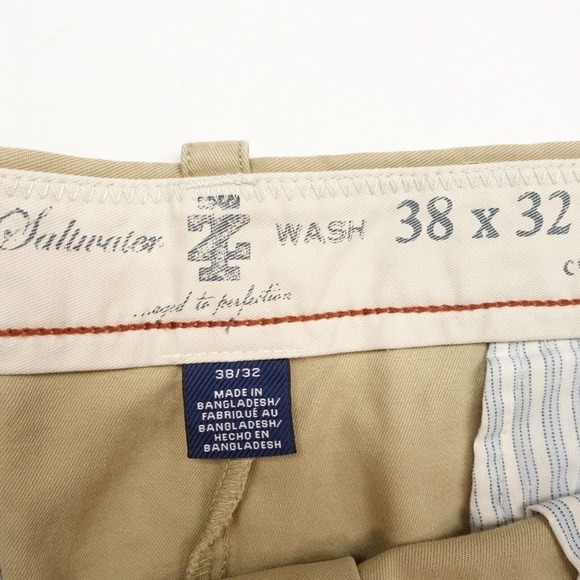 Saltwater
WASH
38 x 32
...aged to perfection
38/32
MADE IN
BANGLADESH/
FABRIQUÉ AU
BANGLADESH/
HECHO EN
BANGLADESH